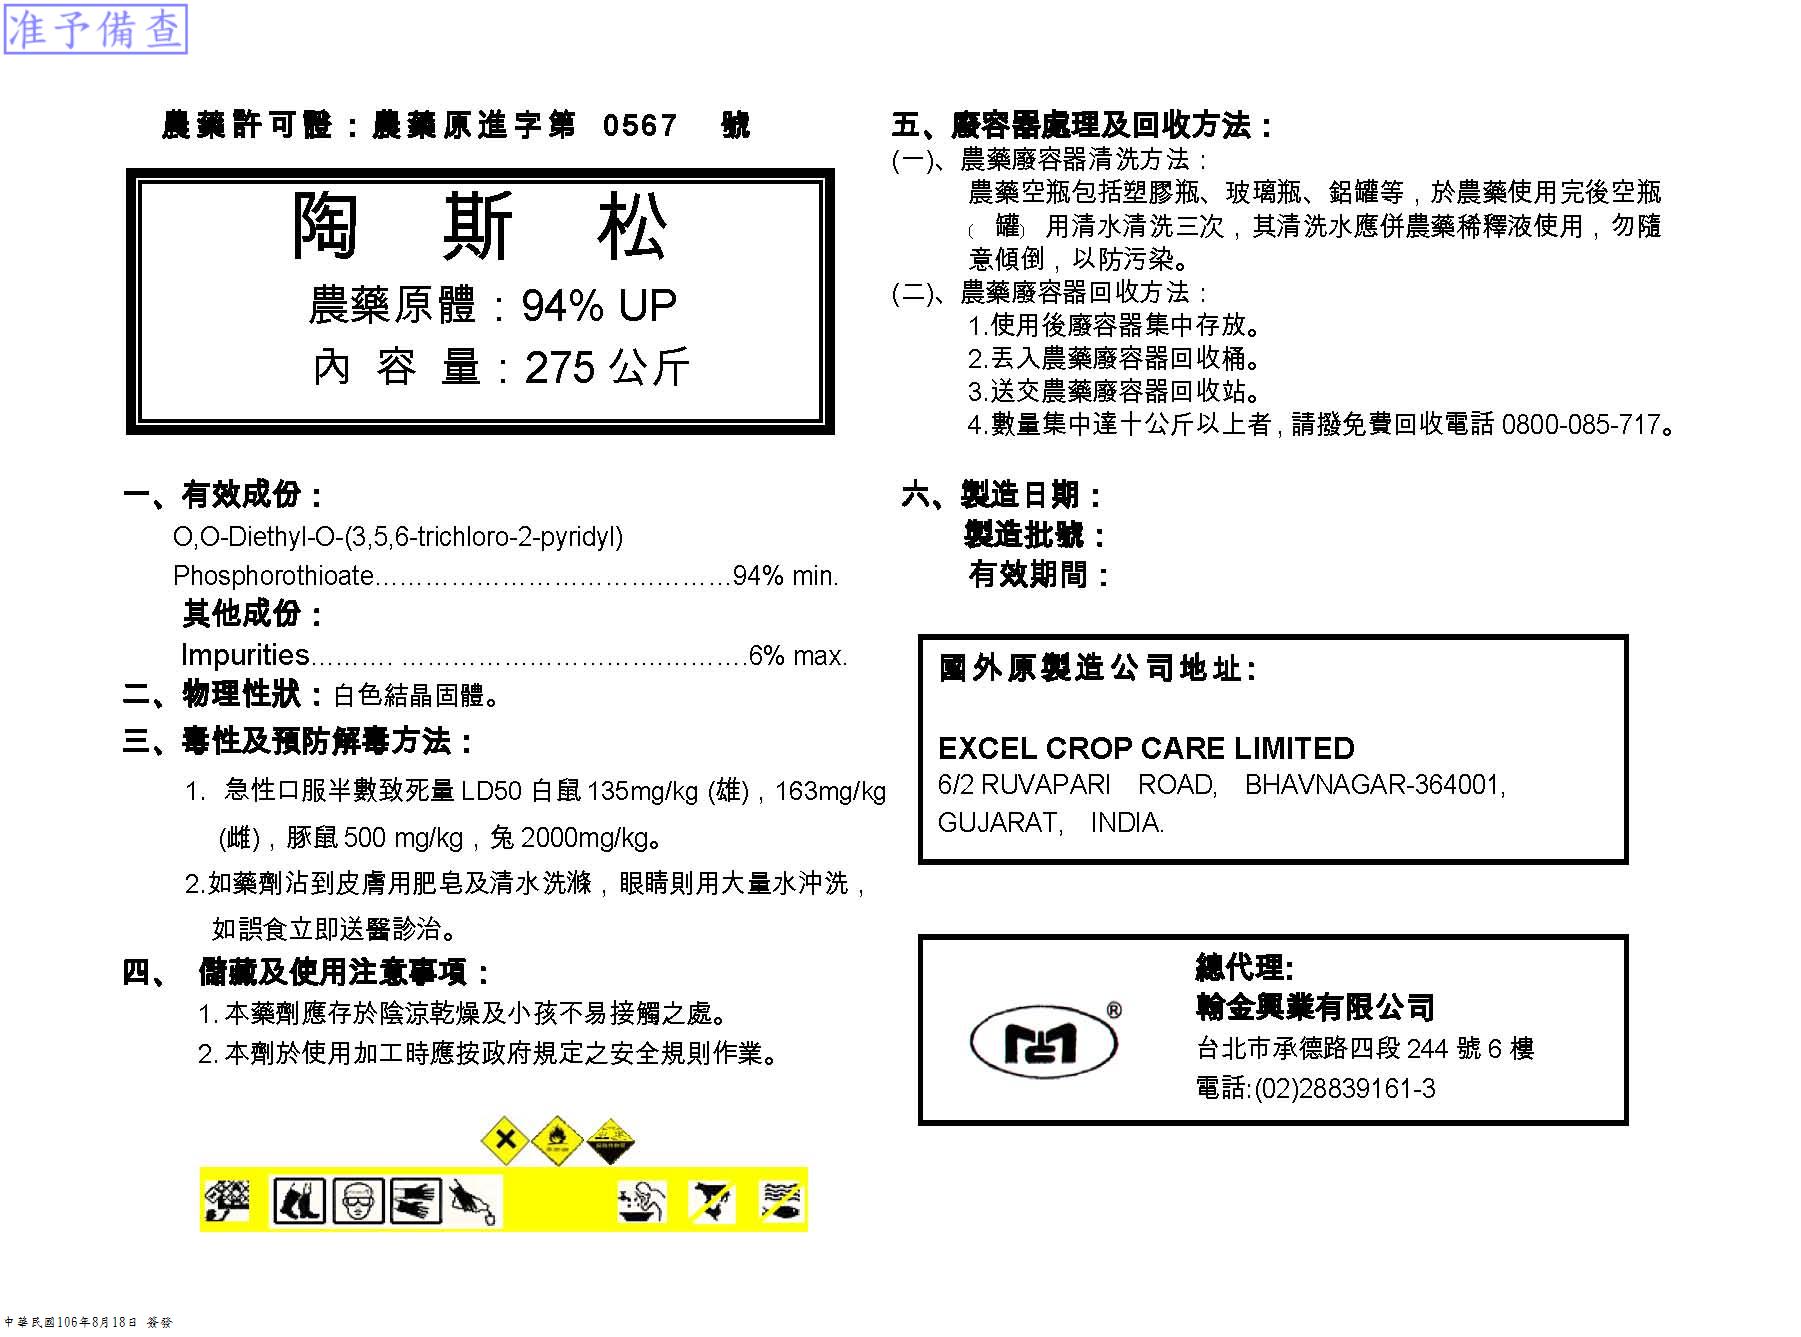 准予備查
農藥許可證：農藥原進字第 0567 號
陶 斯 松
農藥原體：94% UP
內 容 量：275 公斤
一、有效成份：
O,O-Diethyl-O-(3,5,6-trichloro-2-pyridyl)
Phosphorothioate……………………………………94% min.
其他成份：
Impurities………. …………………………..………….6% max.
二、物理性狀：白色結晶固體。
三、毒性及預防解毒方法：
1. 急性口服半數致死量 LD50 白鼠 135mg/kg (雄)，163mg/kg
(雌)，豚鼠 500 mg/kg，兔 2000mg/kg。
2.如藥劑沾到皮膚用肥皂及清水洗滌，眼睛則用大量水沖洗，
如誤食立即送醫診治。
四、 儲藏及使用注意事項：
1. 本藥劑應存於陰涼乾燥及小孩不易接觸之處。
2. 本劑於使用加工時應按政府規定之安全規則作業。
五、廢容器處理及回收方法：
(一)、農藥廢容器清洗方法：
農藥空瓶包括塑膠瓶、玻璃瓶、鋁罐等，於農藥使用完後空瓶
﹙罐﹚用清水清洗三次，其清洗水應併農藥稀釋液使用，勿隨
意傾倒，以防污染。
(二)、農藥廢容器回收方法：
1.使用後廢容器集中存放。
2.丟入農藥廢容器回收桶。
3.送交農藥廢容器回收站。
4.數量集中達十公斤以上者，請撥免費回收電話 0800-085-717。
六、製造日期：
製造批號：
有效期間：
國外原製造公司地址:
EXCEL CROP CARE LIMITED
6/2 RUVAPARI ROAD, BHAVNAGAR-364001,
GUJARAT, INDIA.
®
總代理:
翰金興業有限公司
台北市承德路四段 244 號 6 樓
電話:(02)28839161-3
中華民國106年8月18日 簽發